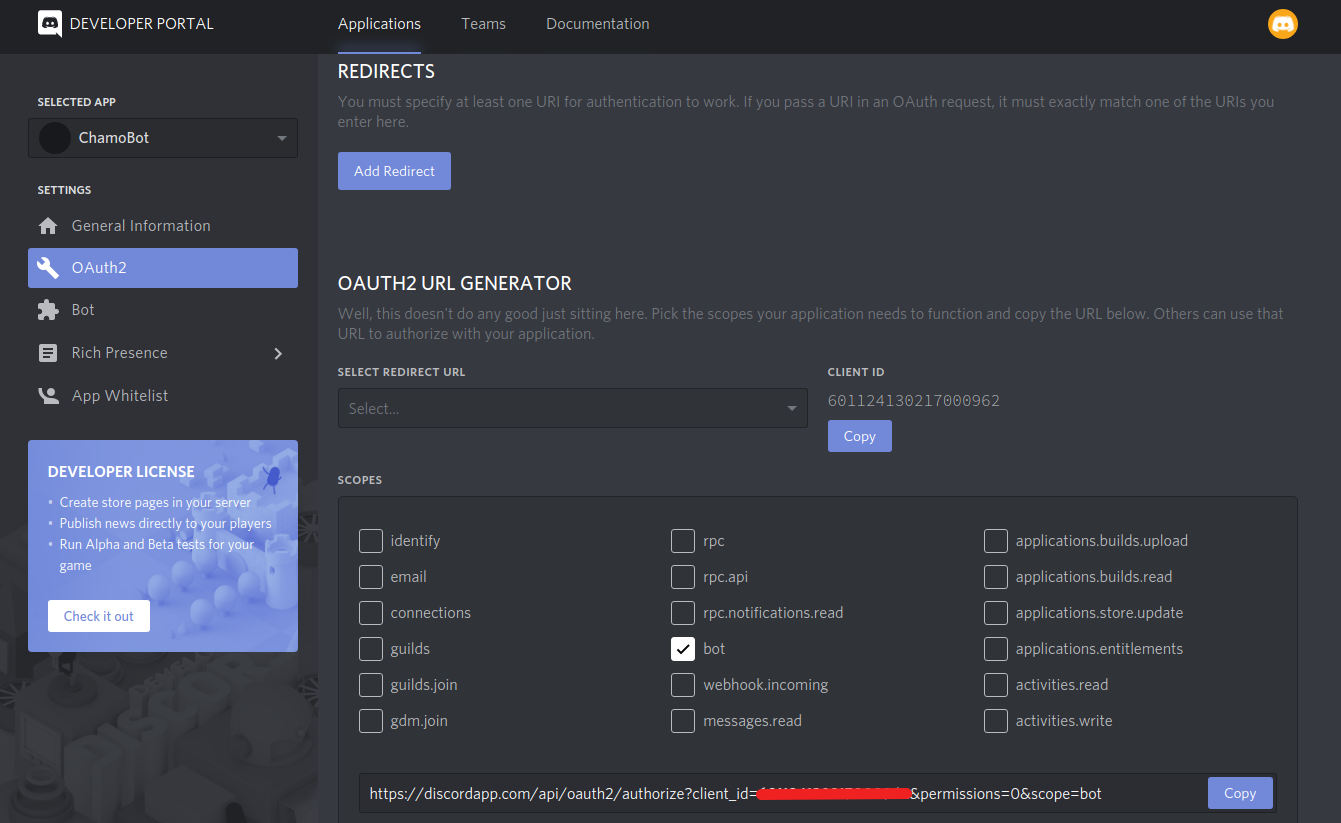 DEVELOPER PORTAL
Applications
Teams
Documentation
SELECTED APP
ChamoBot
SETTINGS
General Information
OAuth2
Bot
Rich Presence
App Whitelist
DEVELOPER LICENSE
• Create store pages in your server
• Publish news directly to your players
• Run Alpha and Beta tests for your
game
Check it out
REDIRECTS
You must specify at least one URI for authentication to work. If you pass a URI in an OAuth request, it must exactly match one of the URIs you
enter here.
Add Redirect
OAUTH2 URL GENERATOR
Well, this doesn't do any good just sitting here. Pick the scopes your application needs to function and copy the URL below. Others can use that
URL to authorize with your application.
SELECT REDIRECT URL
Select...
CLIENT ID
601124130217000962
Copy
SCOPES
identify
email
connections
guilds
guilds.join
gdm.join
rpc
rpc.api
rpc.notifications.read
bot
webhook.incoming
messages.read
applications.builds.upload
applications.builds.read
applications.store.update
applications.entitlements
activities.read
activities.write
https://discordapp.com/api/oauth2/authorize?client_id= &permissions=0&scope=bot
Copy